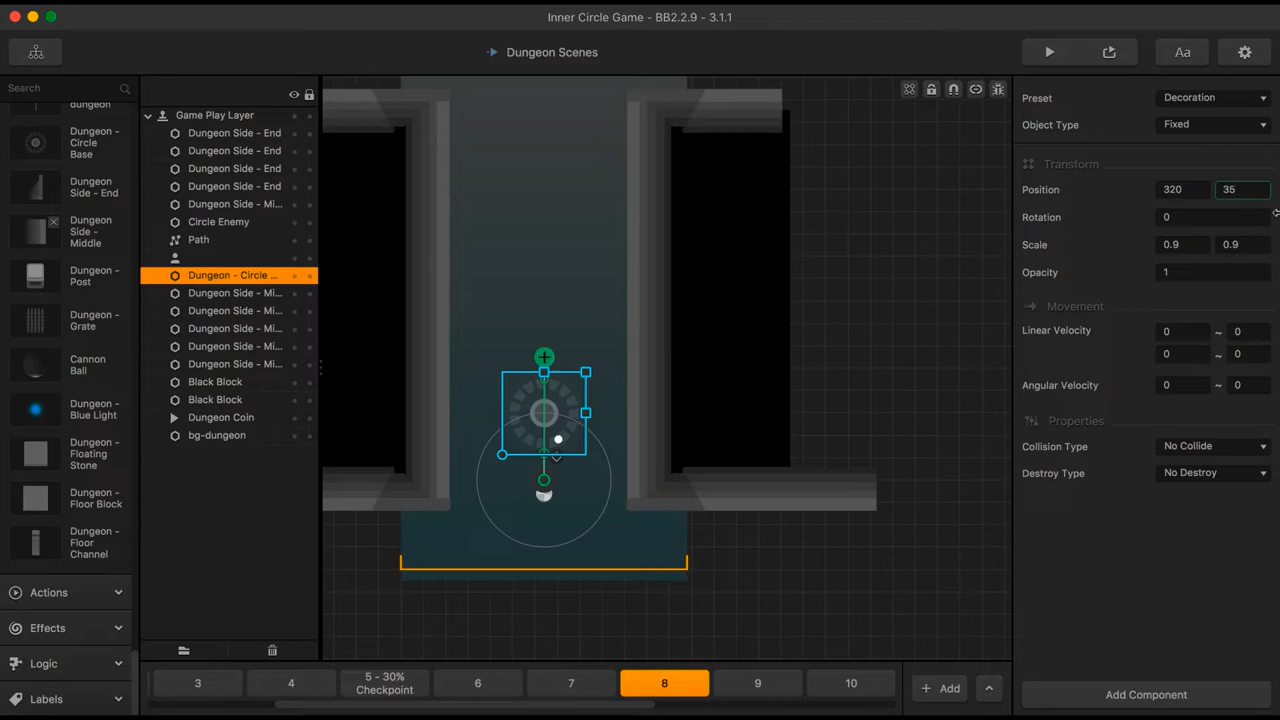 Inner Circle Game - BB2.2.9 - 3.1.1
Dungeon Scenes
Aa
Search
dungeon
Dungeon -
Circle
Base
Dungeon
Side - End
Dungeon
Side -
Middle
Dungeon -
Post
Dungeon -
Grate
Cannon
Ball
Dungeon -
Blue Light
Dungeon -
Floating
Stone
Dungeon -
Floor Block
Dungeon -
Floor
Channel
Actions
Effects
Logic
Labels
Game Play Layer
Dungeon Side - End
Dungeon Side - End
Dungeon Side - End
Dungeon Side - End
Dungeon Side - Mi...
Circle Enemy
Path
Dungeon - Circle ...
Dungeon Side - Mi...
Dungeon Side - Mi...
Dungeon Side - Mi...
Dungeon Side - Mi...
Dungeon Side - Mi...
Black Block
Black Block
Dungeon Coin
bg-dungeon
3
4
5 - 30%
Checkpoint
6
7
8
9
10
+ Add
Preset Decoration
Object Type Fixed
Transform
Position 320 35
Rotation 0
Scale 0.9 0.9
Opacity 1
Movement
Linear Velocity 0 ~ 0
0 ~ 0
Angular Velocity 0 ~ 0
Properties
Collision Type No Collide
Destroy Type No Destroy
Add Component